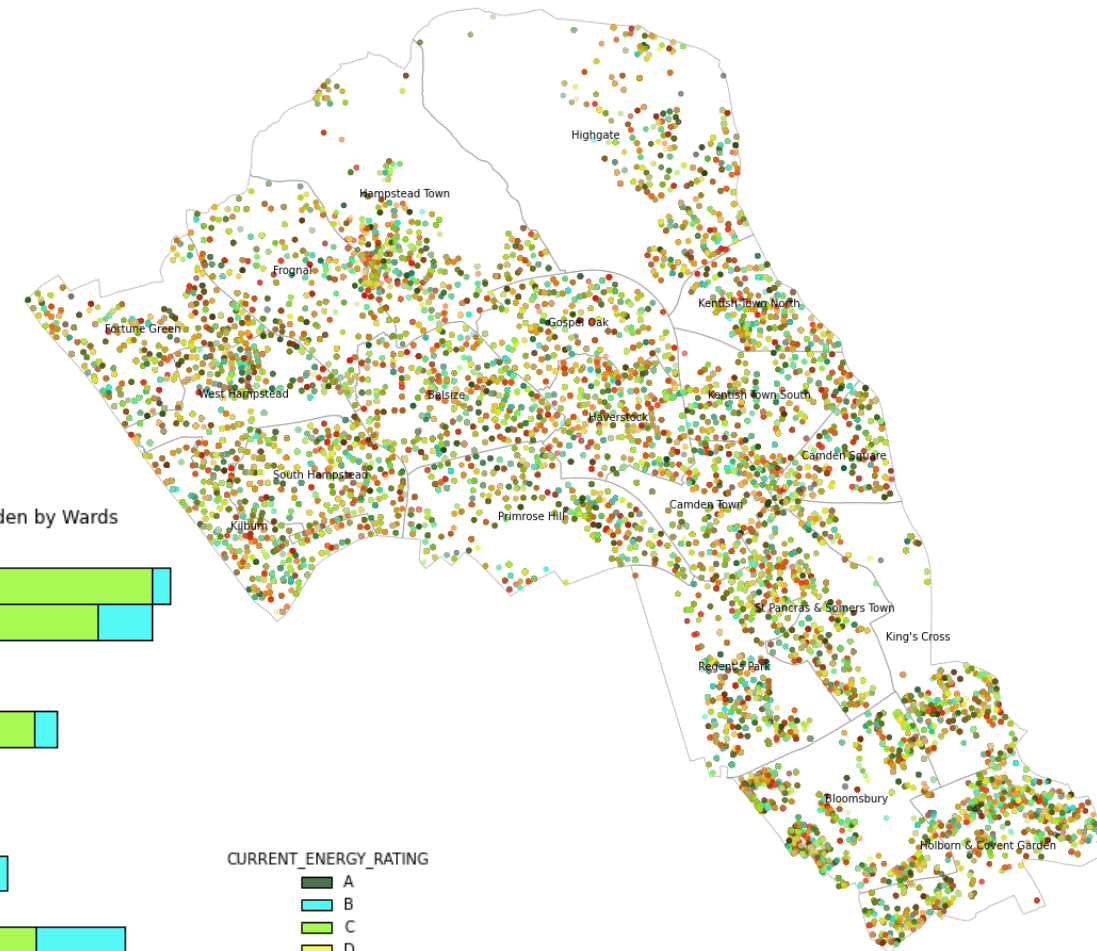 Highgate
Hampstead Town
Frognal
Kentish Town North
Gospel Oak
Fortune Green
West Hampstead
Belsize
Kentish Town South
Haverstock
Camden Square
South Hampstead
Camden Town
den by Wards
Primrose Hill
Kilburn
St Pancras & Somers Town
King's Cross
Regent's Park
Bloomsbury
Holborn & Covent Garden
CURRENT_ENERGY_RATING
A
B
C
D